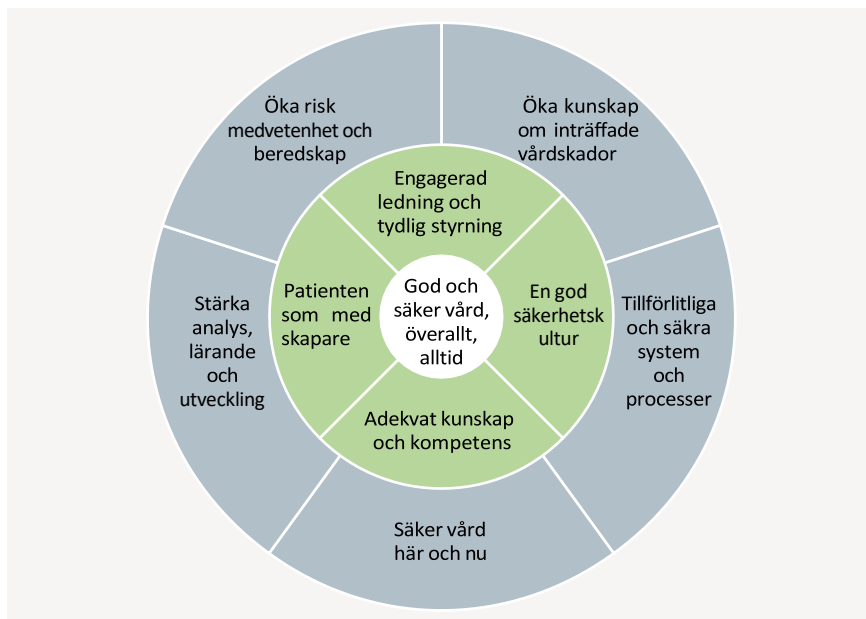 Öka risk
medvetenhet och
beredskap
Öka kunskap
om inträffade
vårdskador
Engagerad
ledning och
tydlig styrning
Stärka
analys,
lärande
och
utveckling
Patienten
som med
skapare
God och
säker vård,
överallt,
alltid
En god
säkerhetsk
ultur
Tillförlitliga
och säkra
system
och
processer
Adekvat kunskap
och kompetens
Säker vård
här och nu